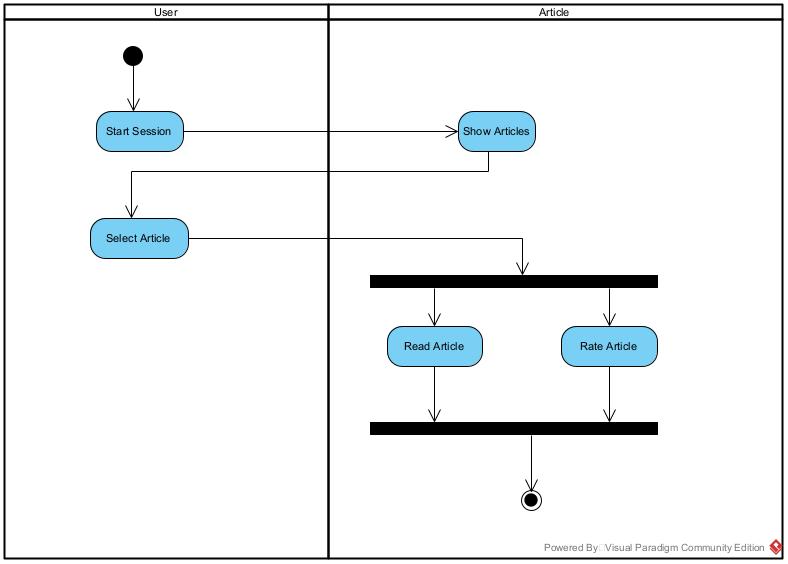 User
Article
Start Session
Show Articles
Select Article
Read Article
Rate Article
Powered By Visual Paradigm Community Edition